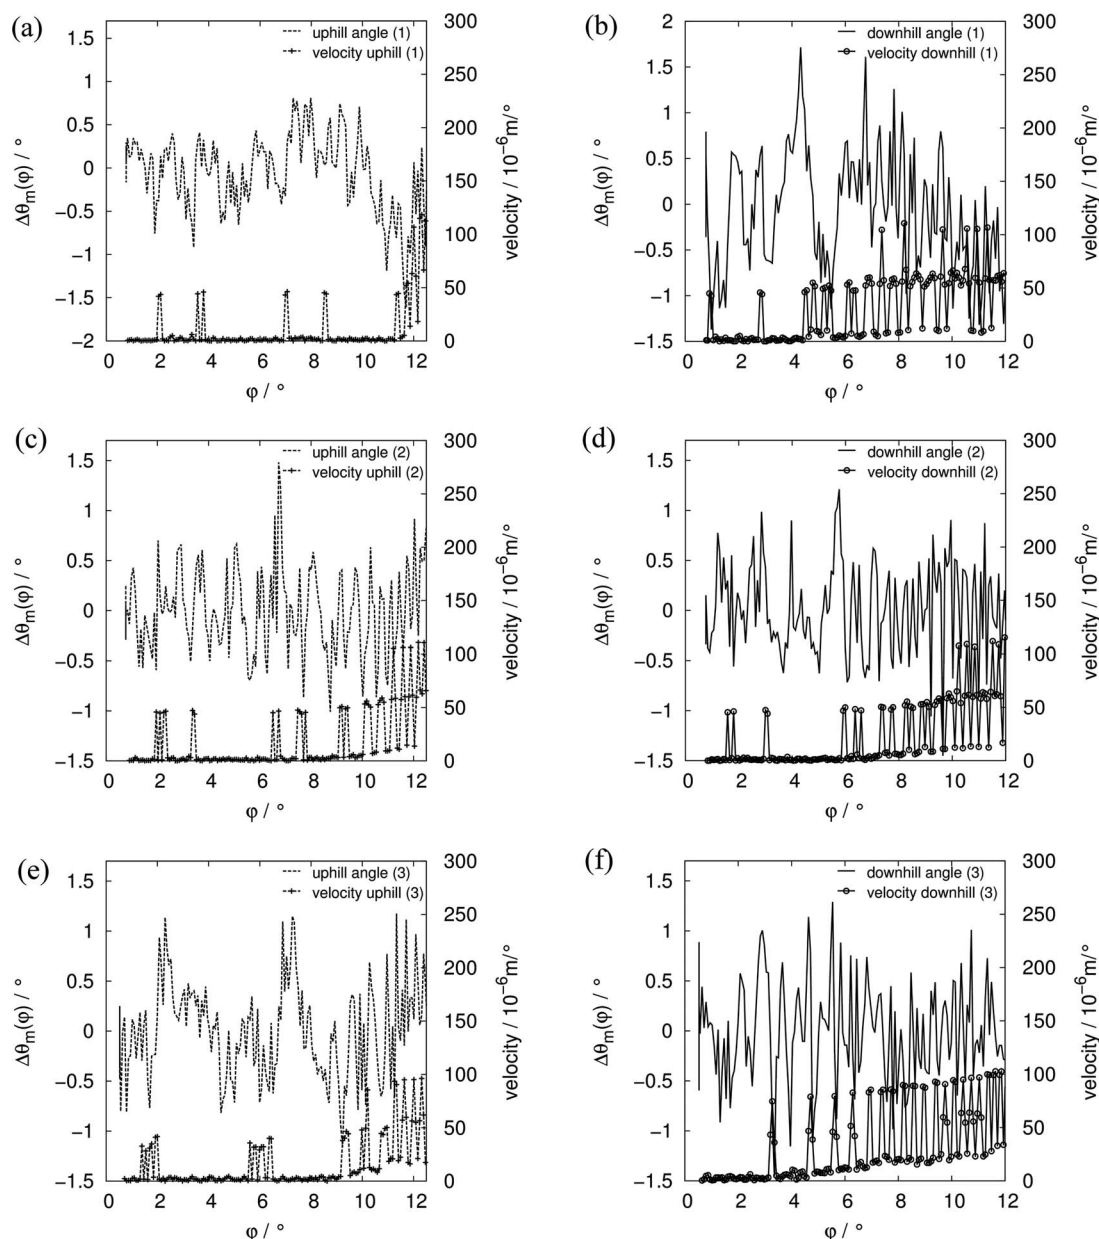 (a)
uphill angle (1)
velocity uphill (1)
Δθm(φ) / °
1.5
1
0.5
0
−0.5
−1
−1.5
−2
300
250
200
150
100
50
0
velocity / 10⁻⁶m/°
0 2 4 6 8 10 12
φ / °
(b)
downhill angle (1)
velocity downhill (1)
Δθm(φ) / °
2
1.5
1
0.5
0
−0.5
−1
−1.5
300
250
200
150
100
50
0
velocity / 10⁻⁶m/°
0 2 4 6 8 10 12
φ / °
(c)
uphill angle (2)
velocity uphill (2)
Δθm(φ) / °
1.5
1
0.5
0
−0.5
−1
−1.5
300
250
200
150
100
50
0
velocity / 10⁻⁶m/°
0 2 4 6 8 10 12
φ / °
(d)
downhill angle (2)
velocity downhill (2)
Δθm(φ) / °
1.5
1
0.5
0
−0.5
−1
−1.5
300
250
200
150
100
50
0
velocity / 10⁻⁶m/°
0 2 4 6 8 10 12
φ / °
(e)
uphill angle (3)
velocity uphill (3)
Δθm(φ) / °
1.5
1
0.5
0
−0.5
−1
−1.5
300
250
200
150
100
50
0
velocity / 10⁻⁶m/°
0 2 4 6 8 10 12
φ / °
(f)
downhill angle (3)
velocity downhill (3)
Δθm(φ) / °
1.5
1
0.5
0
−0.5
−1
−1.5
300
250
200
150
100
50
0
velocity / 10⁻⁶m/°
0 2 4 6 8 10 12
φ / °